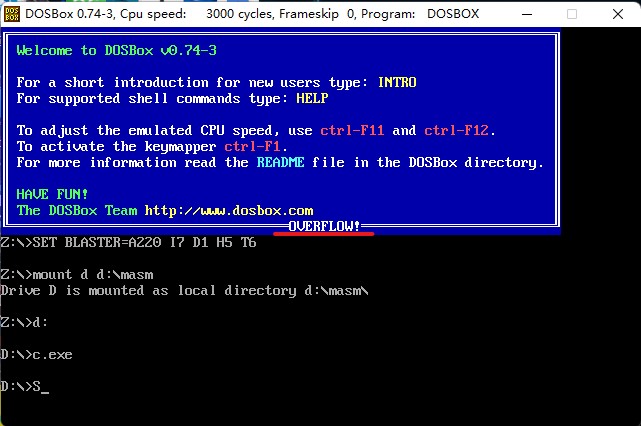 DOS
BOX
DOSBox 0.74-3, Cpu speed: 3000 cycles, Frameskip 0, Program: DOSBOX
Welcome to DOSBox v0.74-3
For a short introduction for new users type: INTRO
For supported shell commands type: HELP
To adjust the emulated CPU speed, use ctrl-F11 and ctrl-F12.
To activate the keymapper ctrl-F1.
For more information read the README file in the DOSBox directory.
HAVE FUN!
The DOSBox Team http://www.dosbox.com
OVERFLOW!
Z:\>SET BLASTER=A220 I7 D1 H5 T6
Z:\>mount d d:\masm
Drive D is mounted as local directory d:\masm\
Z:\>d:
D:\>c.exe
D:\>S_